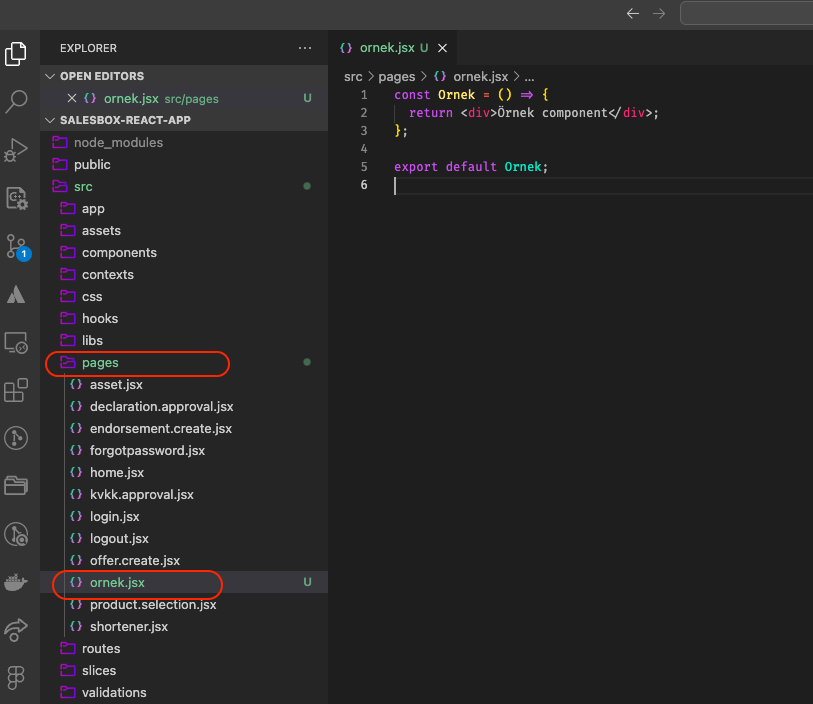 EXPLORER
OPEN EDITORS
ornek.jsx src/pages U
SALESBOX-REACT-APP
node_modules
public
src
app
assets
components
contexts
css
hooks
libs
pages
asset.jsx
declaration.approval.jsx
endorsement.create.jsx
forgotpassword.jsx
home.jsx
kvkk.approval.jsx
login.jsx
logout.jsx
offer.create.jsx
ornek.jsx U
product.selection.jsx
shortener.jsx
routes
slices
validations
1
ornek.jsx U
src > pages > {} ornek.jsx > ...
1 const Ornek = () => {
2 return <div>Örnek component</div>;
3 };
4
5 export default Ornek;
6